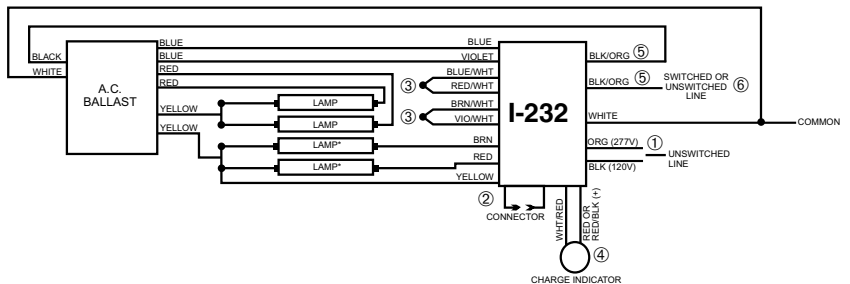 BLACK
WHITE
A.C.
BALLAST
BLUE
BLUE
RED
RED
YELLOW
YELLOW
LAMP
LAMP
LAMP*
LAMP*
BLUE
VIOLET
BLUE/WHT
③
RED/WHT
BRN/WHT
③
VIO/WHT
BRN
RED
YELLOW
I-232
BLK/ORG ⑤
BLK/ORG ⑤
SWITCHED OR
UNSWITCHED ⑥
LINE
WHITE
COMMON
ORG (277V) ①
UNSWITCHED
LINE
BLK (120V)
②
CONNECTOR
WHT/RED
RED OR
RED/BLK (+)
④
CHARGE INDICATOR